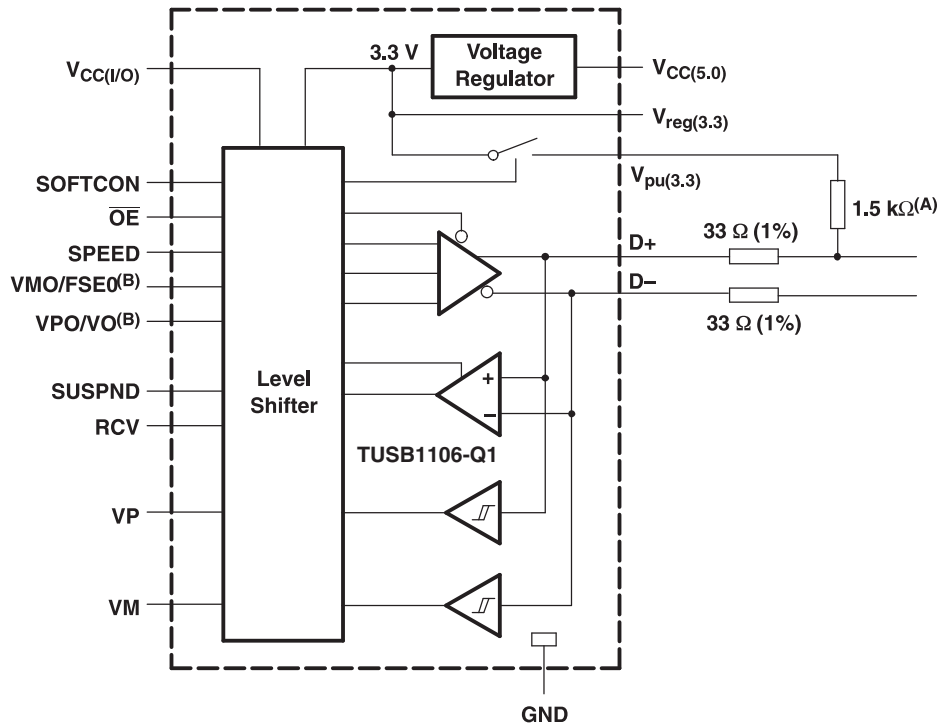 3.3 V
Voltage
Regulator
V_CC(I/O)
V_CC(5.0)
V_reg(3.3)
V_pu(3.3)
SOFTCON
1.5 kΩ(A)
O̅E̅
33 Ω (1%)
D+
SPEED
VMO/FSE0(B)
D−
VPO/VO(B)
33 Ω (1%)
Level
Shifter
+
−
SUSPND
RCV
TUSB1106-Q1
VP
VM
GND